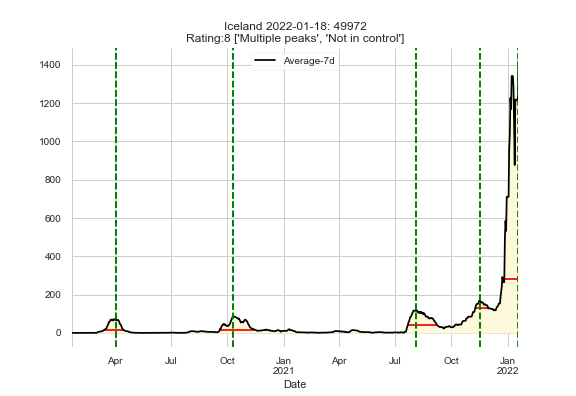 Iceland 2022-01-18: 49972
Rating:8 ['Multiple peaks', 'Not in control']
Average-7d
1400
1200
1000
800
600
400
200
0
Apr Jul Oct Jan Apr Jul Oct Jan
2021 2022
Date